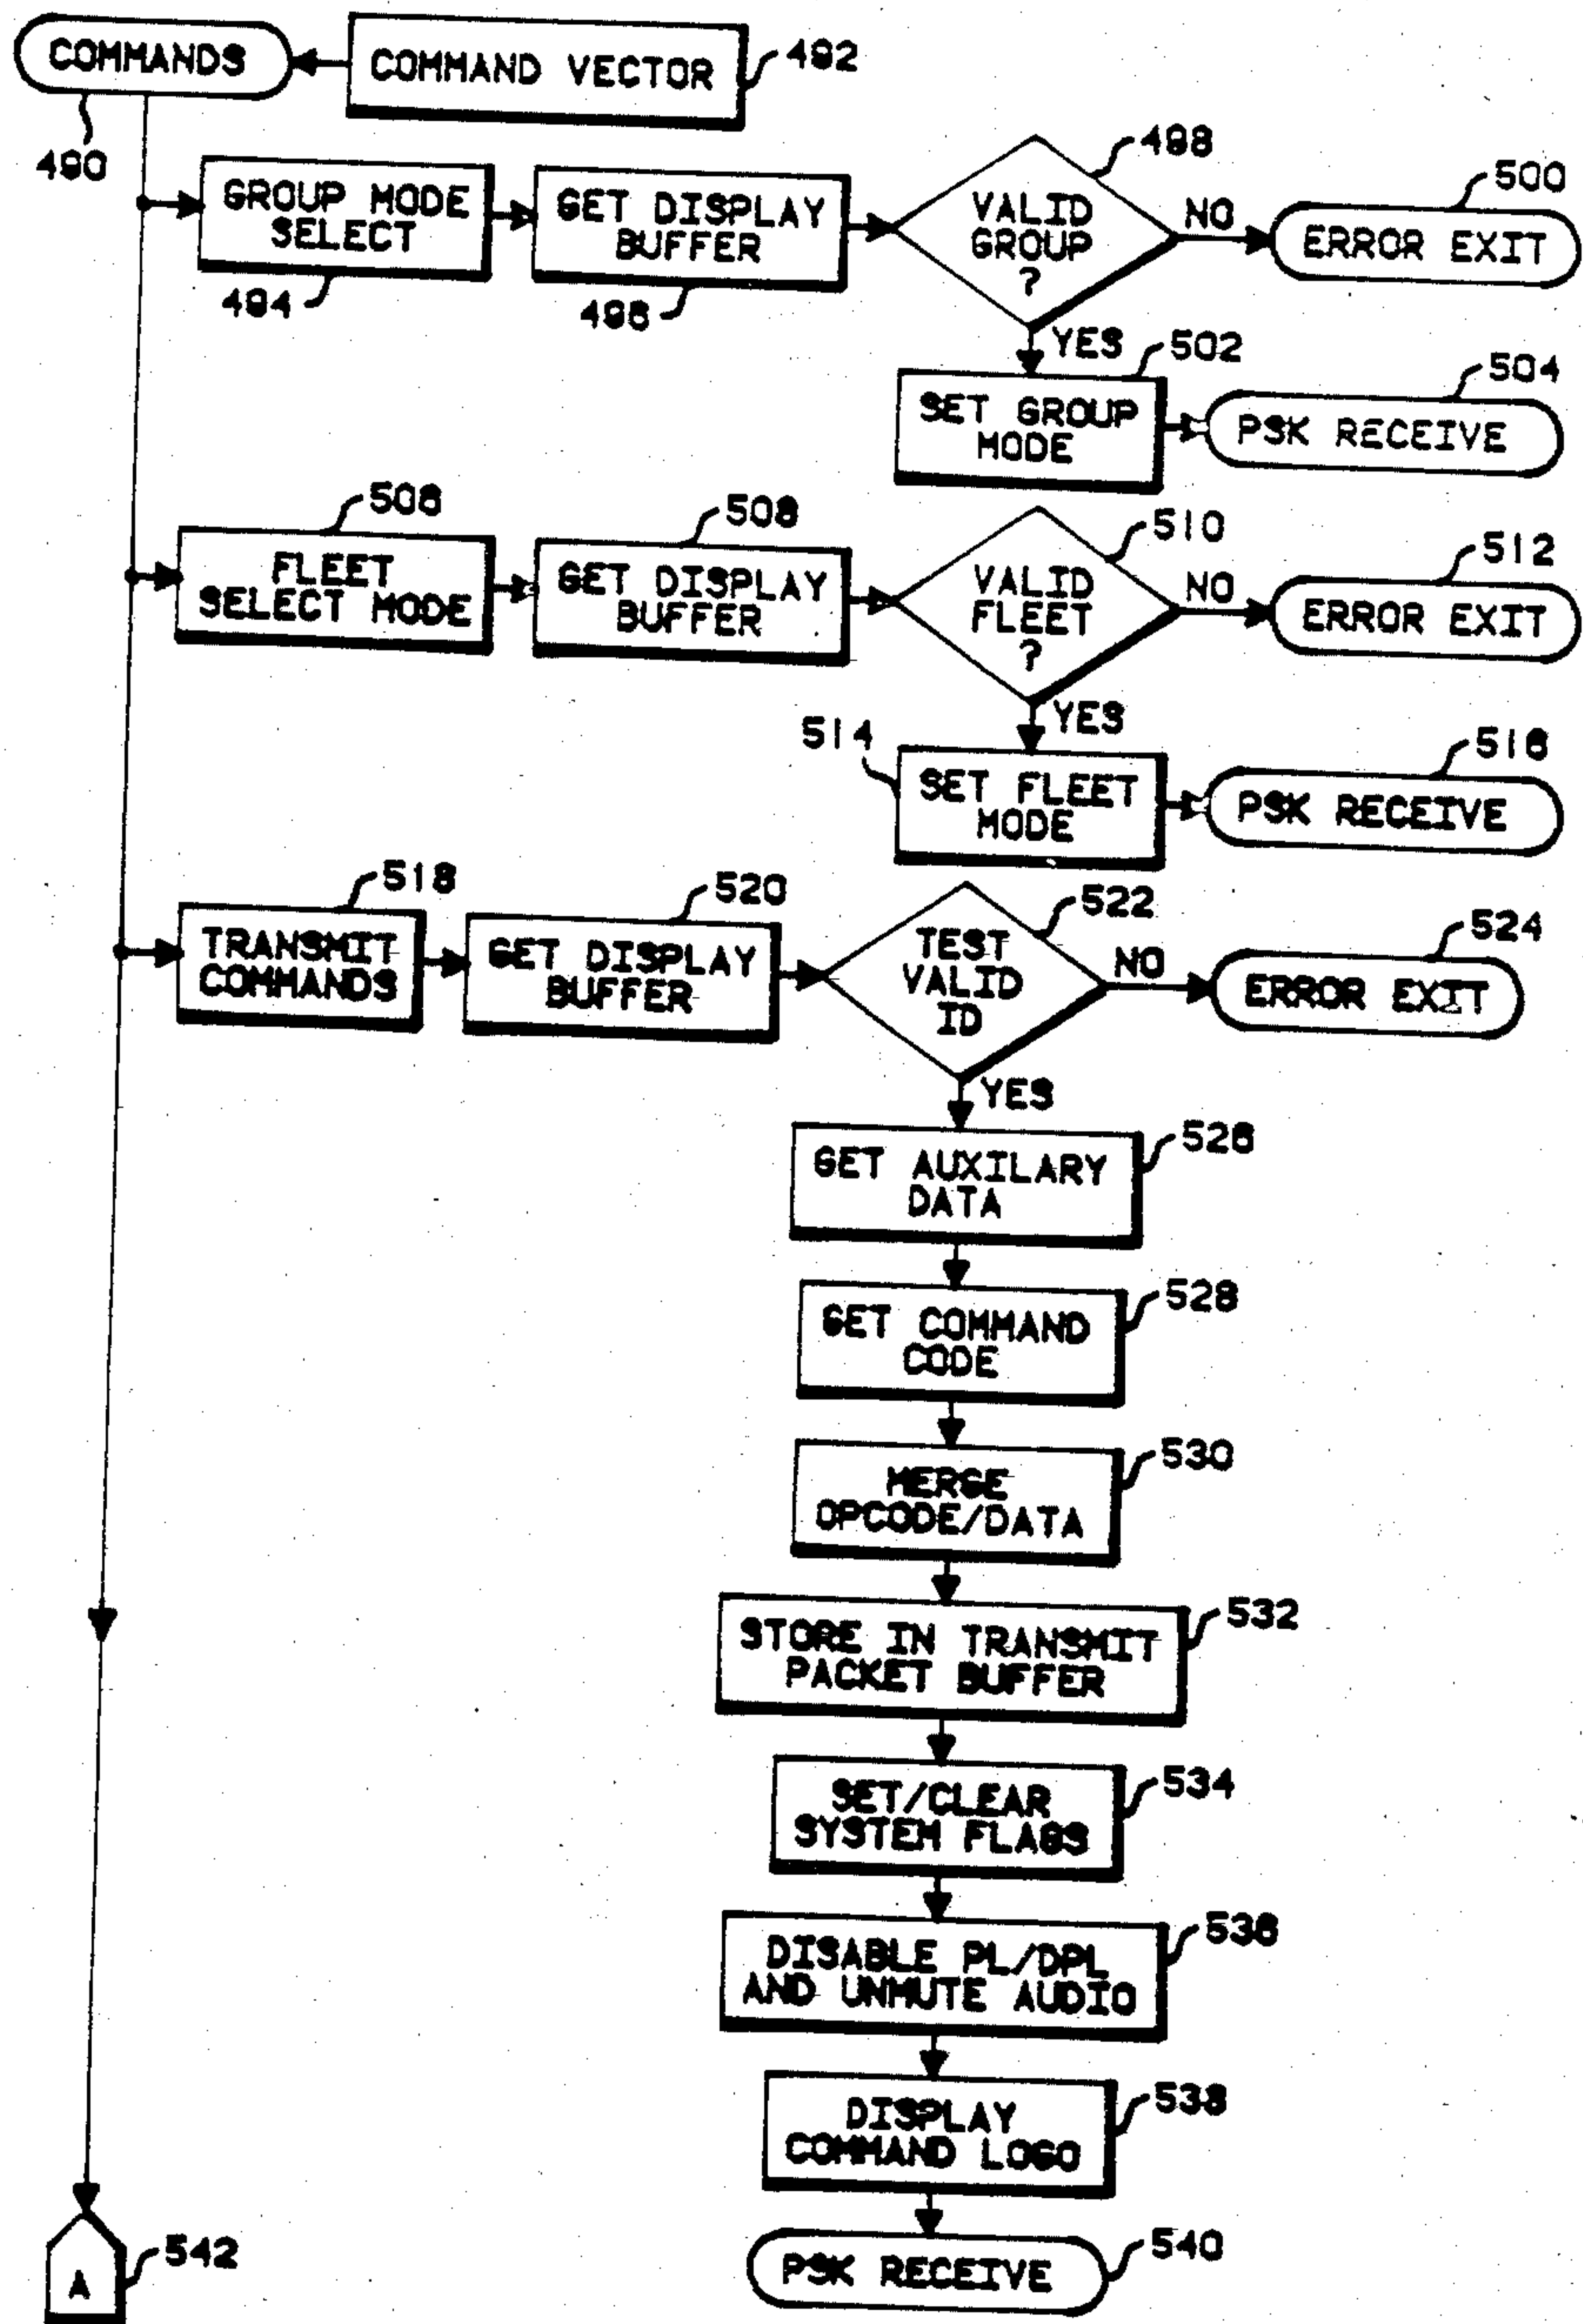 COMMANDS
COMMAND VECTOR
492
490
GROUP MODE
SELECT
494
GET DISPLAY
BUFFER
496
VALID
GROUP
?
498
NO
ERROR EXIT
500
YES
SET GROUP
MODE
502
PSK RECEIVE
504
FLEET
SELECT MODE
506
GET DISPLAY
BUFFER
508
VALID
FLEET
?
510
NO
ERROR EXIT
512
YES
SET FLEET
MODE
514
PSK RECEIVE
516
TRANSMIT
COMMANDS
518
GET DISPLAY
BUFFER
520
TEST
VALID
ID
522
NO
ERROR EXIT
524
YES
GET AUXILARY
DATA
526
GET COMMAND
CODE
528
MERGE
OPCODE/DATA
530
STORE IN TRANSMIT
PACKET BUFFER
532
SET/CLEAR
SYSTEM FLAGS
534
DISABLE PL/DPL
AND UNMUTE AUDIO
536
DISPLAY
COMMAND LOGO
538
PSK RECEIVE
540
A
542